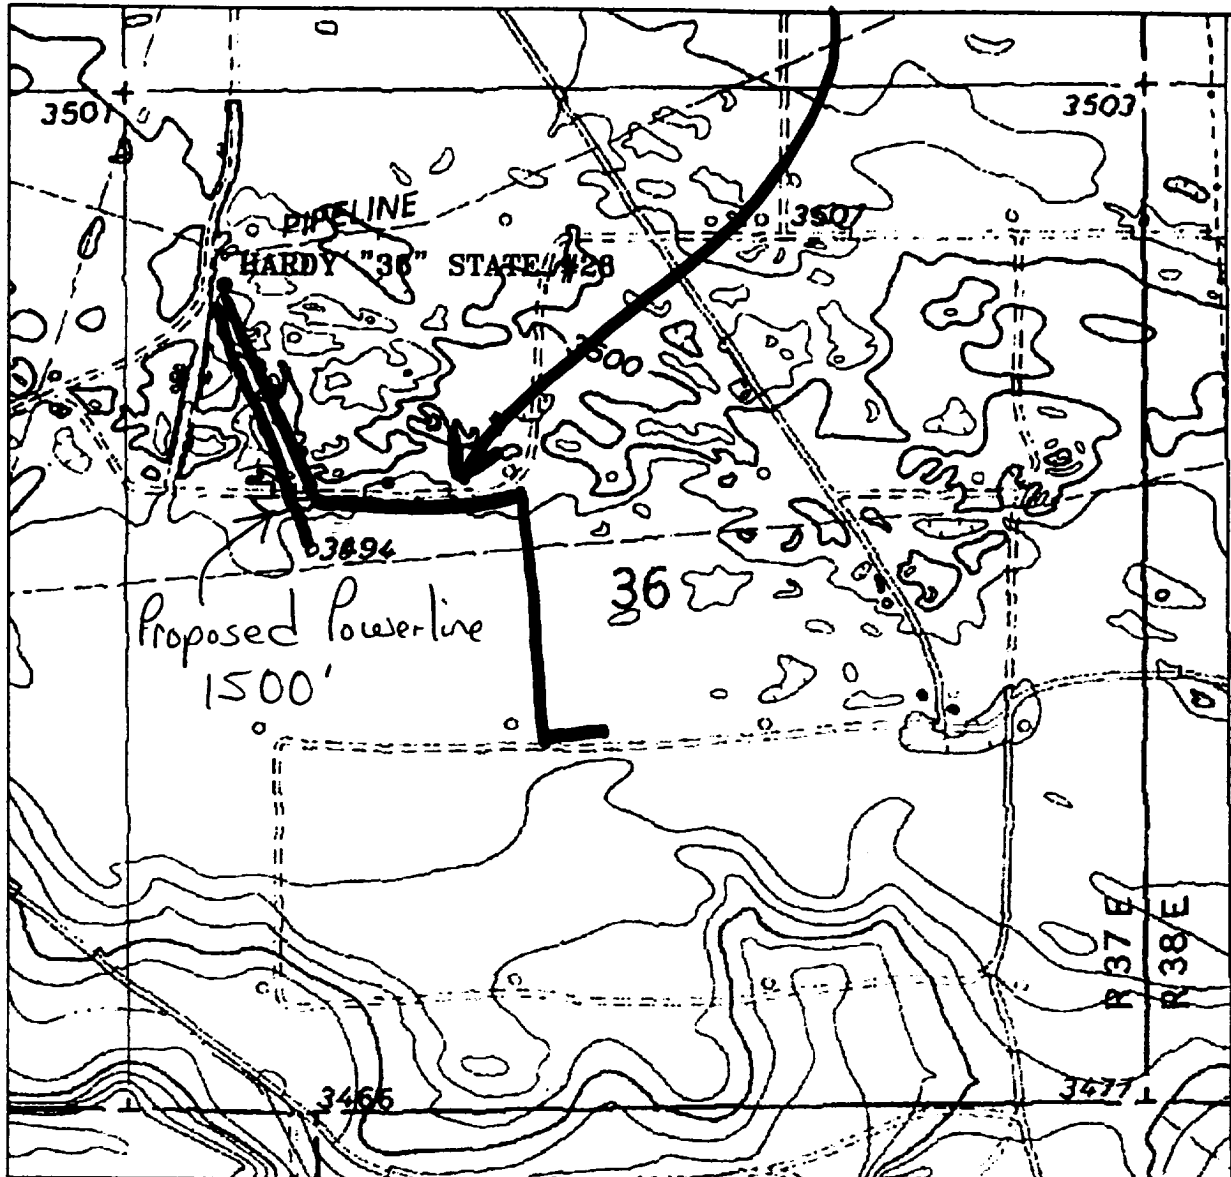 3501
3503
PIPELINE
3507
HARDY "36" STATE #28
3500
3494
36
Proposed Powerline
1500'
R 37 E
R 38 E
3466
3477